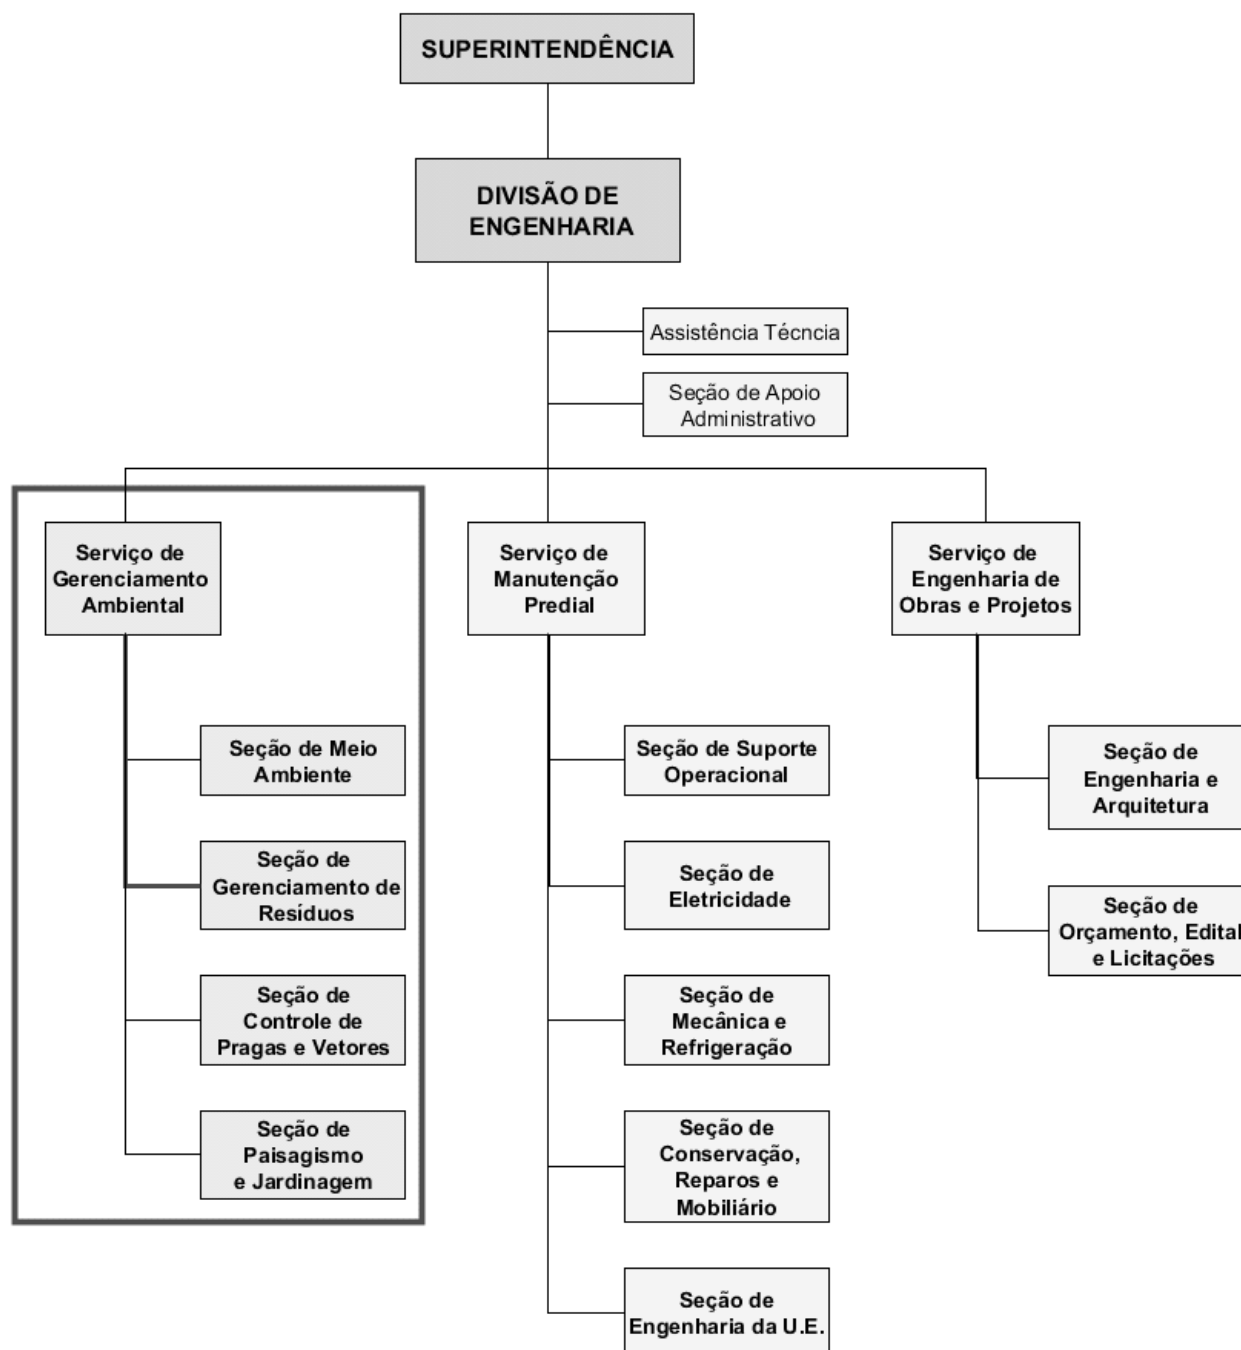 SUPERINTENDÊNCIA
DIVISÃO DE
ENGENHARIA
Assistência Técncia
Seção de Apoio
Administrativo
Serviço de
Gerenciamento
Ambiental
Seção de Meio
Ambiente
Seção de
Gerenciamento de
Resíduos
Seção de
Controle de
Pragas e Vetores
Seção de
Paisagismo
e Jardinagem
Serviço de
Manutenção
Predial
Seção de Suporte
Operacional
Seção de
Eletricidade
Seção de
Mecânica e
Refrigeração
Seção de
Conservação,
Reparos e
Mobiliário
Seção de
Engenharia da U.E.
Serviço de
Engenharia de
Obras e Projetos
Seção de
Engenharia e
Arquitetura
Seção de
Orçamento, Edital
e Licitações